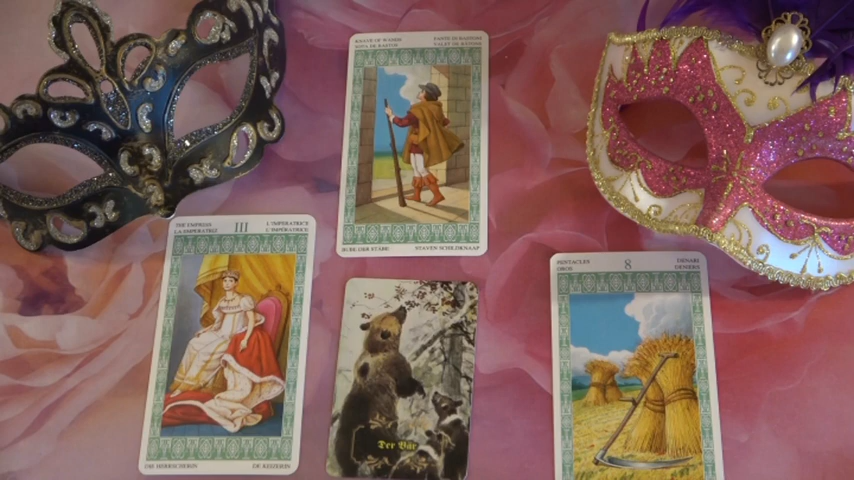 KNAVE OF WANDS FANTE DI BASTONI
SOTA DE BASTOS VALET DE BATONS
BUBE DER STÄBE STAVEN SCHILDKNAAP
THE EMPRESS III L'IMPERATRICE
LA EMPERATRIZ L'IMPÉRATRICE
DIE HERRSCHERIN DE KEIZERIN
Der Bär
PENTACLES 8 DENARI
OROS DENIERS